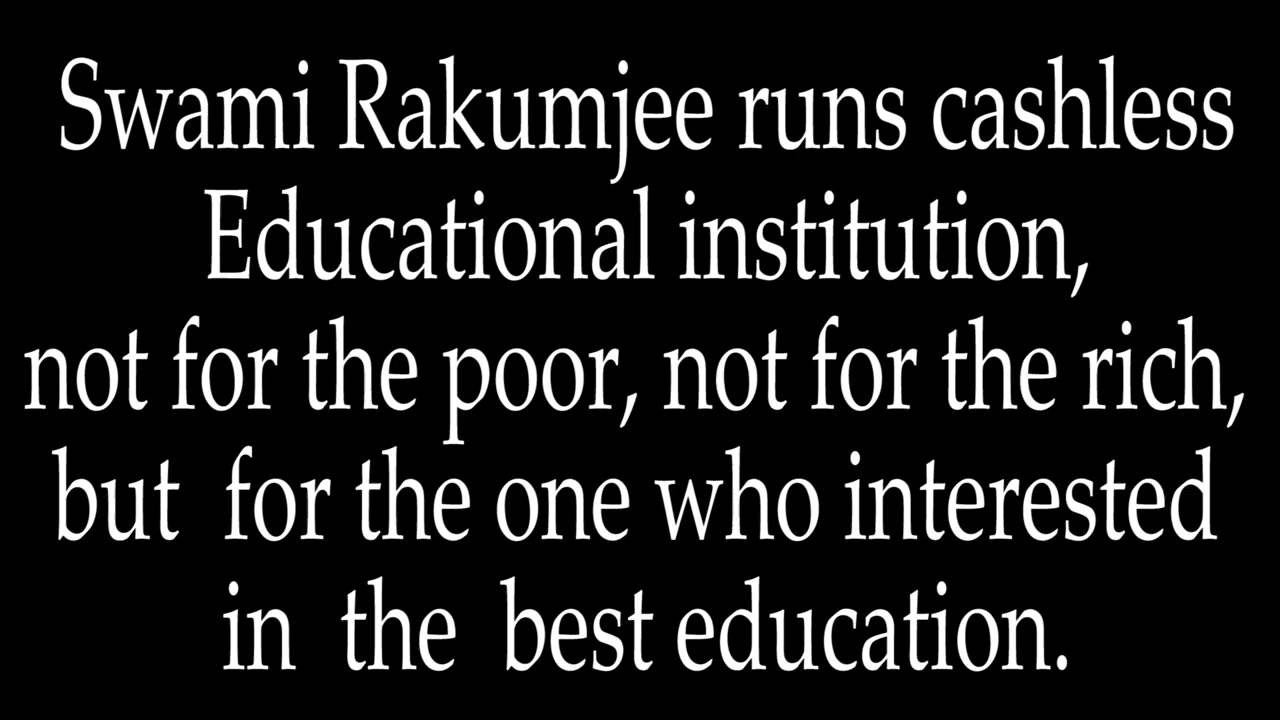 Swami Rakumjee runs cashless
Educational institution,
not for the poor, not for the rich,
but for the one who interested
in the best education.